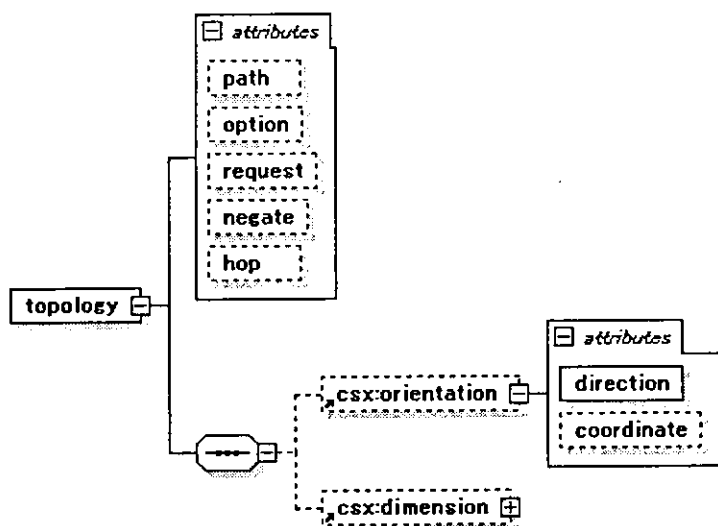 attributes
path
option
request
negate
hop
topology
attributes
csx:orientation
direction
coordinate
csx:dimension